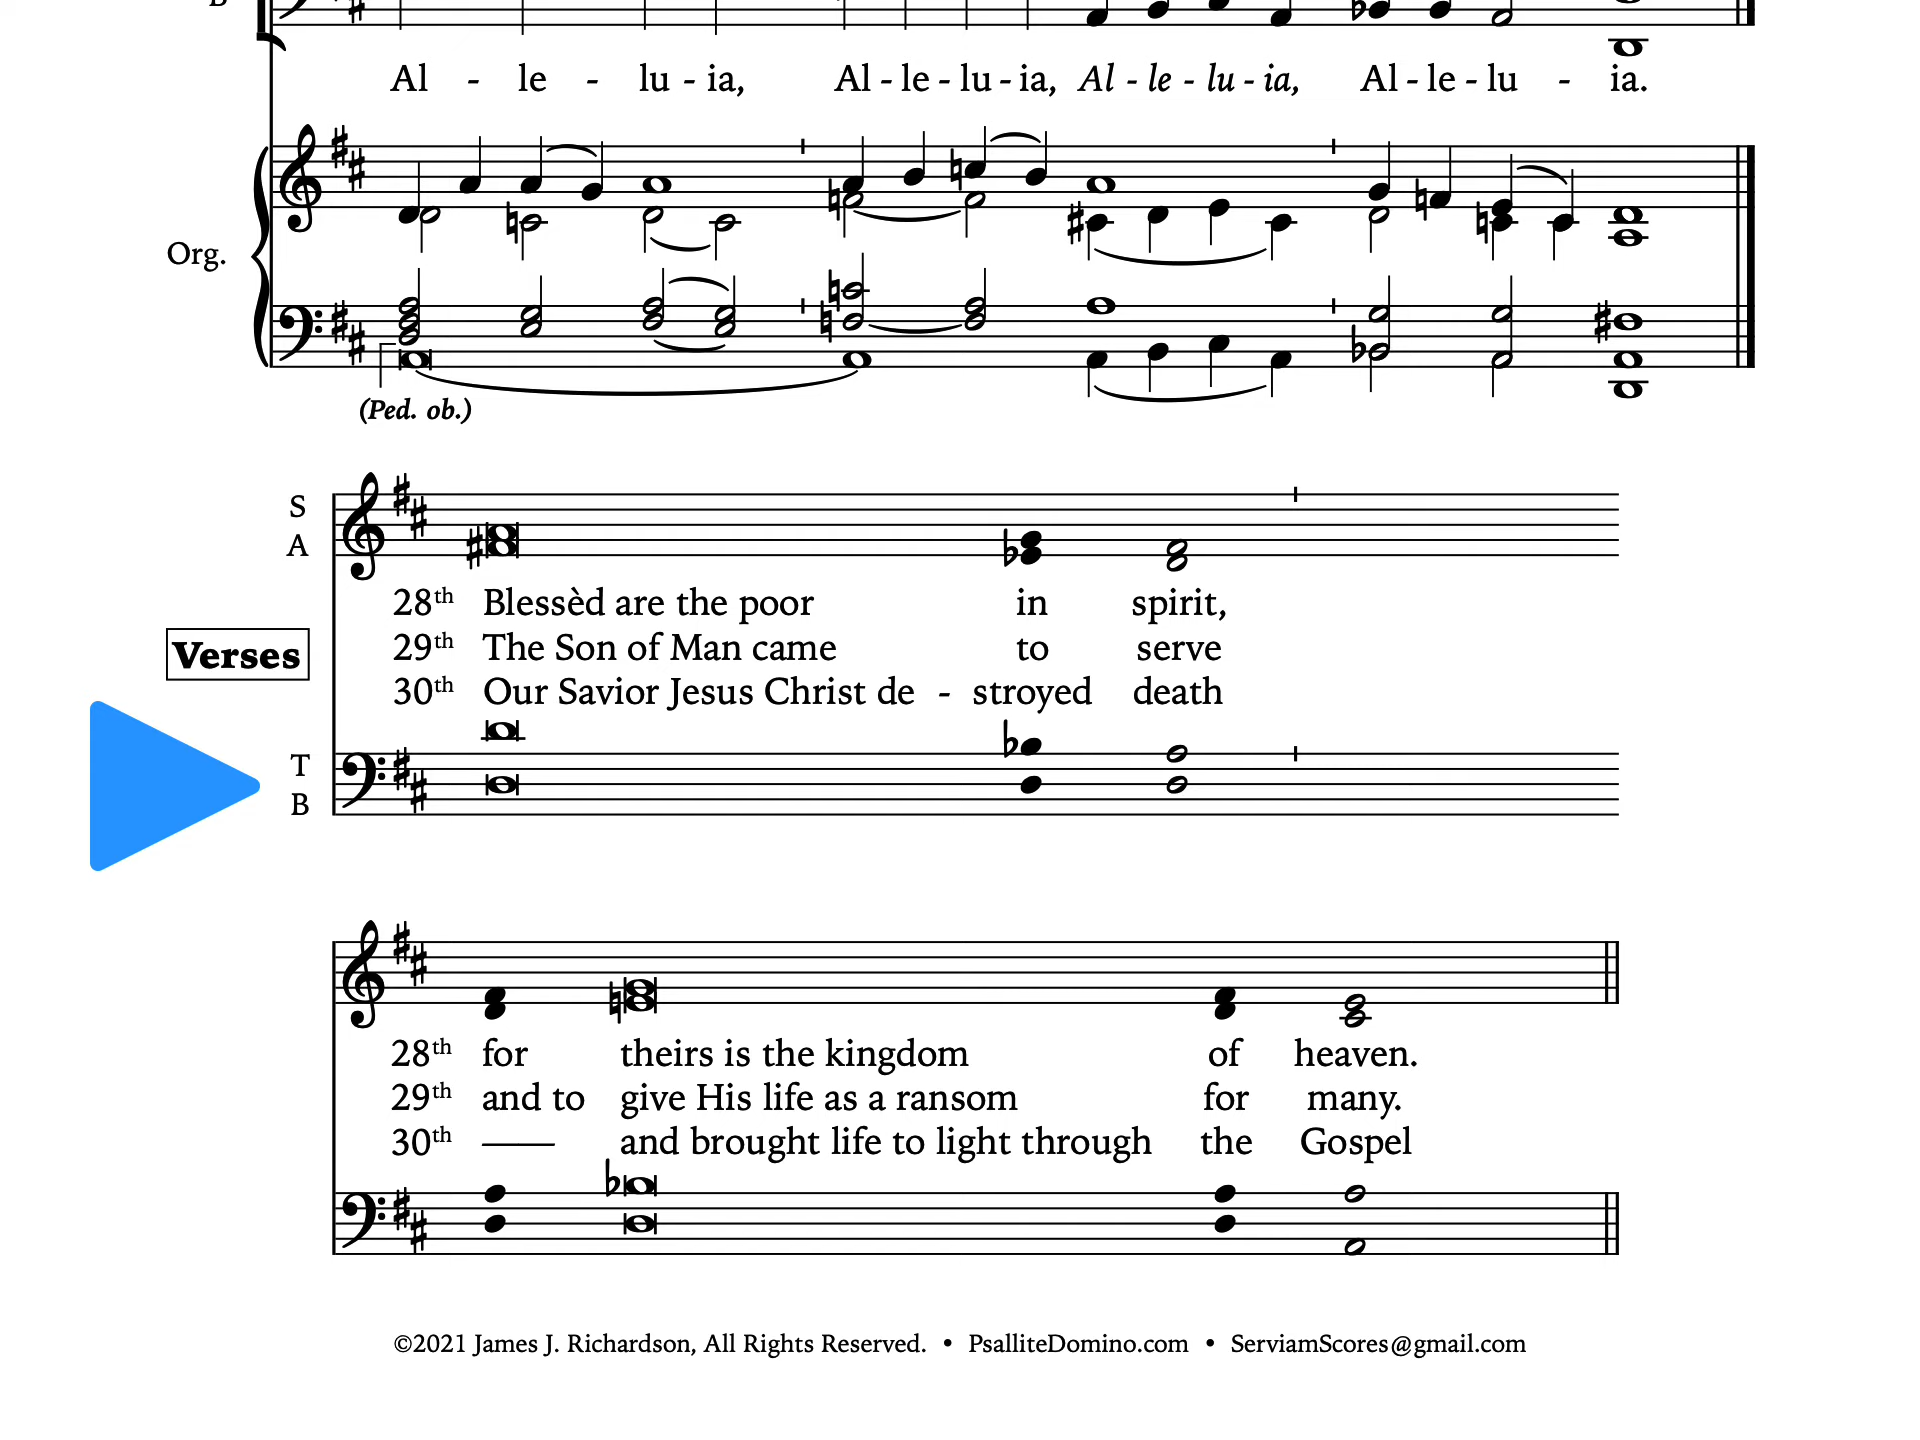 B
Al - le - lu - ia, Al - le - lu - ia, Al - le - lu - ia, Al - le - lu - ia.
Org.
(Ped. ob.)
S
A
28th Blessèd are the poor in spirit,
Verses
29th The Son of Man came to serve
30th Our Savior Jesus Christ de - stroyed death
T
B
28th for theirs is the kingdom of heaven.
29th and to give His life as a ransom for many.
30th —— and brought life to light through the Gospel
©2021 James J. Richardson, All Rights Reserved. • PsalliteDomino.com • ServiamScores@gmail.com